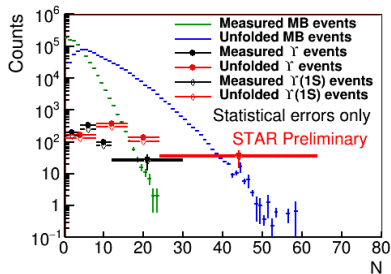 Counts
10^6
10^5
10^4
10^3
10^2
10
1
10^-1
Measured MB events
Unfolded MB events
Measured ϒ events
Unfolded ϒ events
Measured ϒ(1S) events
Unfolded ϒ(1S) events
Statistical errors only
STAR Preliminary
0 10 20 30 40 50 60 70 80
N